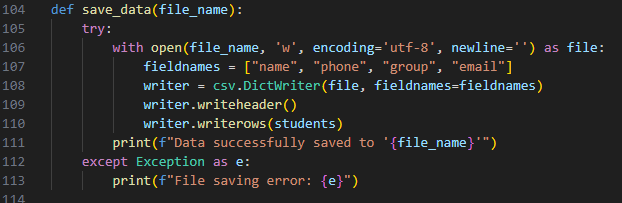 104 def save_data(file_name):
105     try:
106         with open(file_name, 'w', encoding='utf-8', newline='') as file:
107             fieldnames = ["name", "phone", "group", "email"]
108             writer = csv.DictWriter(file, fieldnames=fieldnames)
109             writer.writeheader()
110             writer.writerows(students)
111         print(f"Data successfully saved to '{file_name}'")
112     except Exception as e:
113         print(f"File saving error: {e}")
114